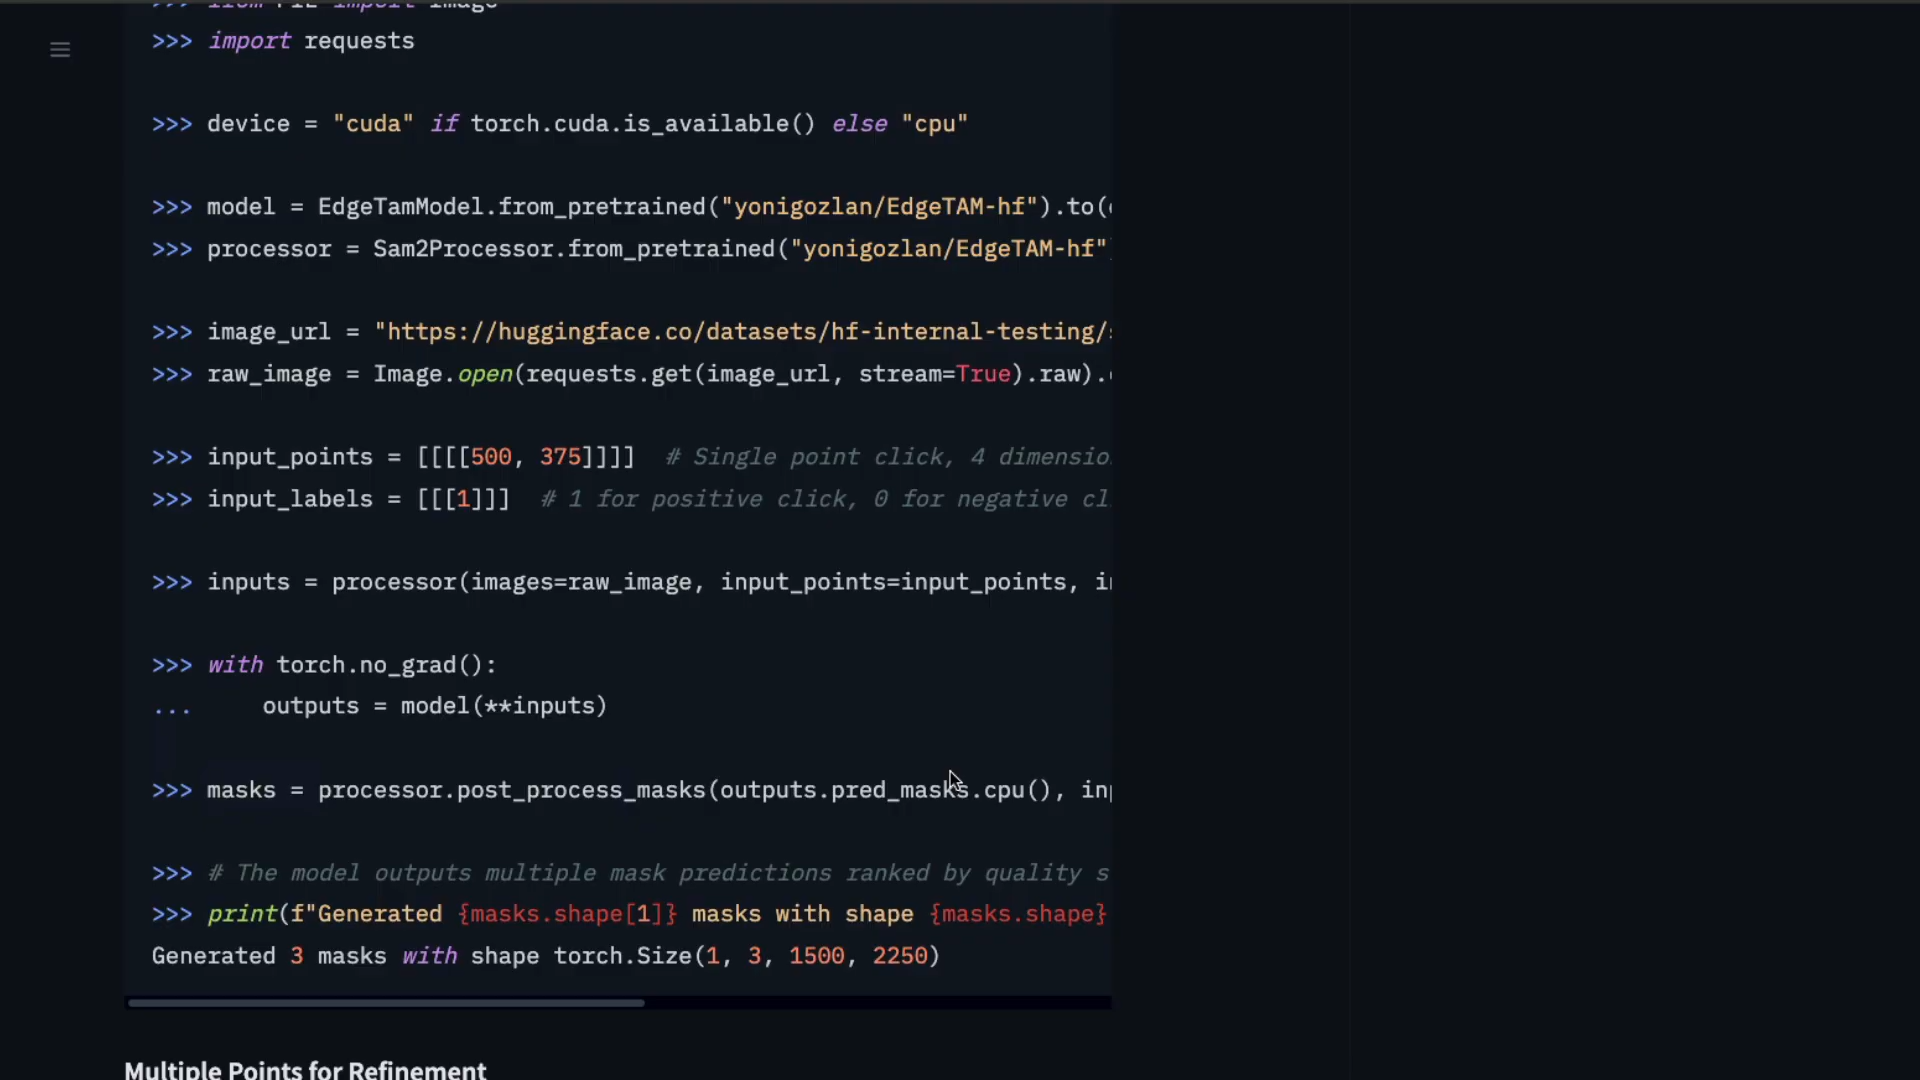 >>> from PIL import Image
>>> import requests
>>> device = "cuda" if torch.cuda.is_available() else "cpu"
>>> model = EdgeTamModel.from_pretrained("yonigozlan/EdgeTAM-hf").to(
>>> processor = Sam2Processor.from_pretrained("yonigozlan/EdgeTAM-hf"
>>> image_url = "https://huggingface.co/datasets/hf-internal-testing/
>>> raw_image = Image.open(requests.get(image_url, stream=True).raw).
>>> input_points = [[[[500, 375]]]]  # Single point click, 4 dimensio
>>> input_labels = [[[1]]]  # 1 for positive click, 0 for negative cl
>>> inputs = processor(images=raw_image, input_points=input_points, i
>>> with torch.no_grad():
...     outputs = model(**inputs)
>>> masks = processor.post_process_masks(outputs.pred_masks.cpu(), inp
>>> # The model outputs multiple mask predictions ranked by quality s
>>> print(f"Generated {masks.shape[1]} masks with shape {masks.shape}
Generated 3 masks with shape torch.Size(1, 3, 1500, 2250)
Multiple Points for Refinement